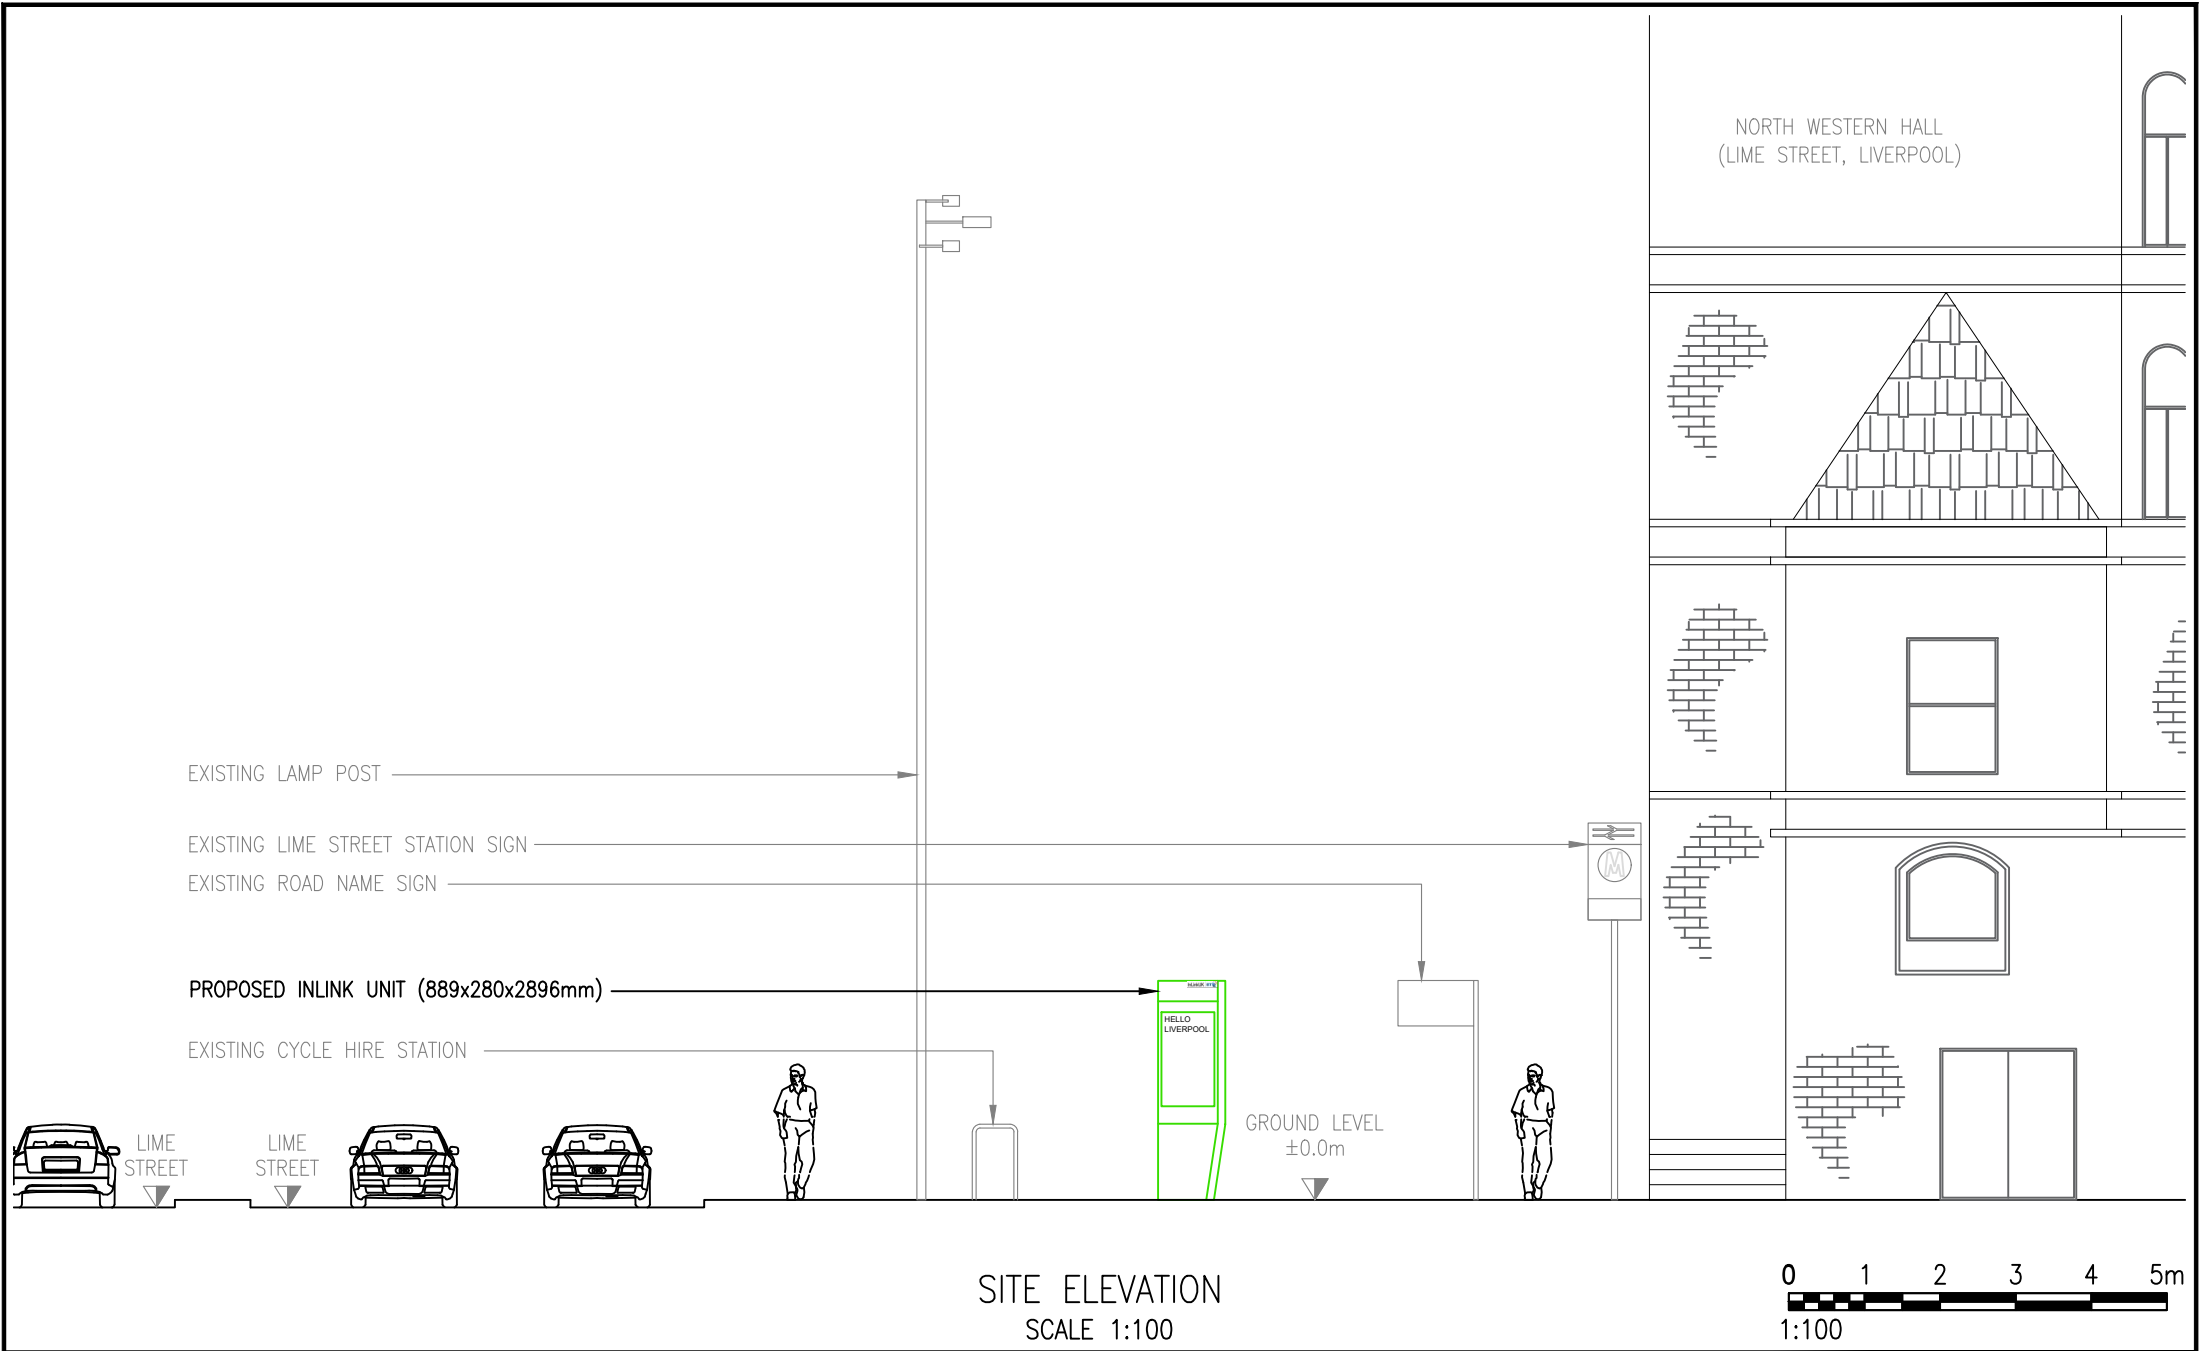 NORTH WESTERN HALL
(LIME STREET, LIVERPOOL)
EXISTING LAMP POST
EXISTING LIME STREET STATION SIGN
EXISTING ROAD NAME SIGN
PROPOSED INLINK UNIT (889x280x2896mm)
HELLO
LIVERPOOL
EXISTING CYCLE HIRE STATION
LIME
STREET
LIME
STREET
GROUND LEVEL
±0.0m
SITE ELEVATION
SCALE 1:100
0 1 2 3 4 5m
1:100